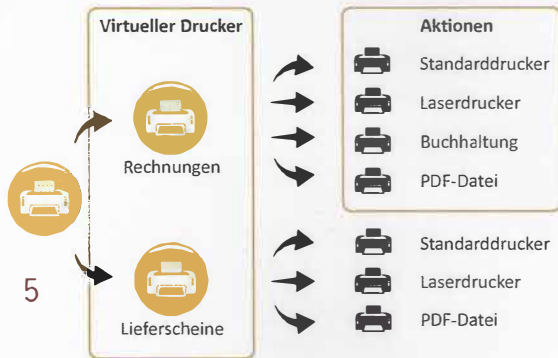 Virtueller Drucker
Rechnungen
Lieferscheine
5
Aktionen
Standarddrucker
Laserdrucker
Buchhaltung
PDF-Datei
Standarddrucker
Laserdrucker
PDF-Datei